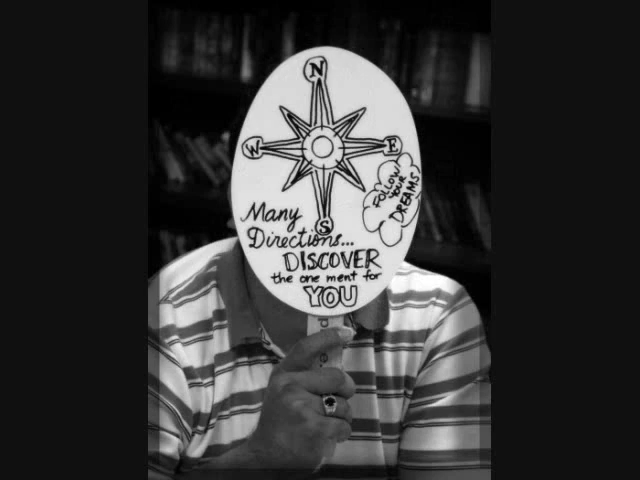 N
W
E
FOLLOW
YOUR
DREAMS
S
Many
Directions...
DISCOVER
the one ment for
YOU